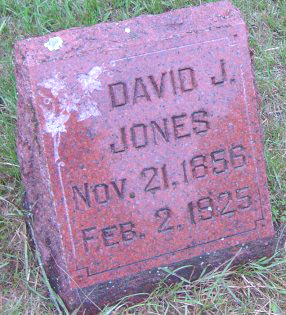 DAVID J.
JONES
NOV. 21, 1856
FEB. 2, 1925